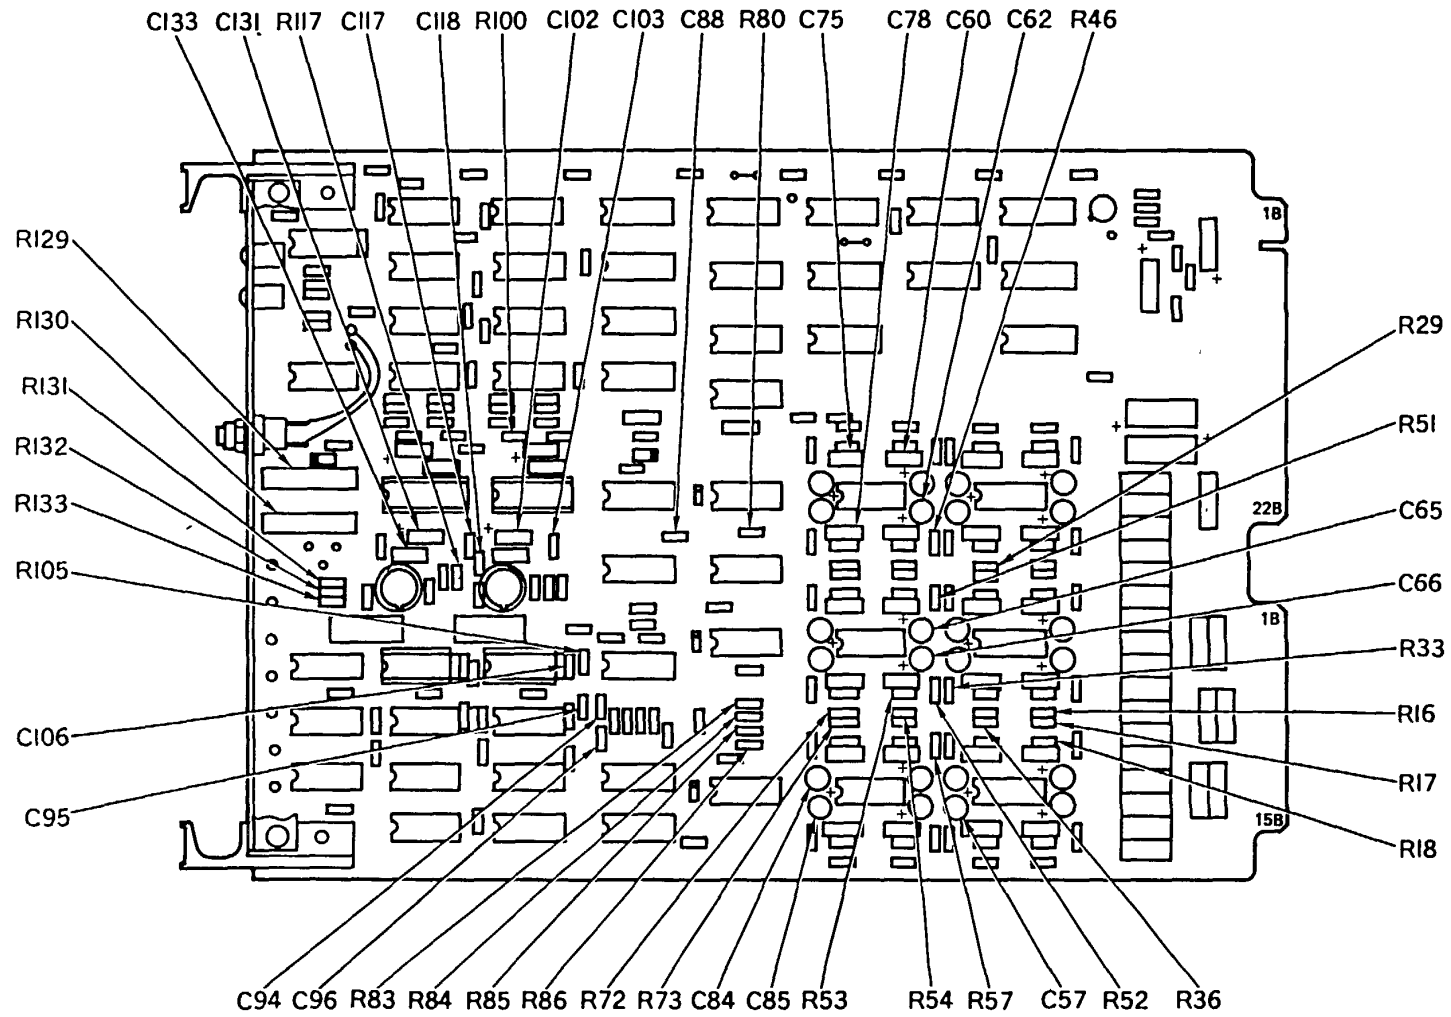 C133 C131 R117 C117 C118 R100 C102 C103 C88 R80 C75 C78 C60 C62 R46
1B
R129
R130
R29
R131
R51
R132
R133
22B
C65
R105
C66
1B
R33
R16
C106
R17
C95
15B
R18
C94 C96 R83 R84 R85 R86 R72 R73 C84 C85 R53 R54 R57 C57 R52 R36